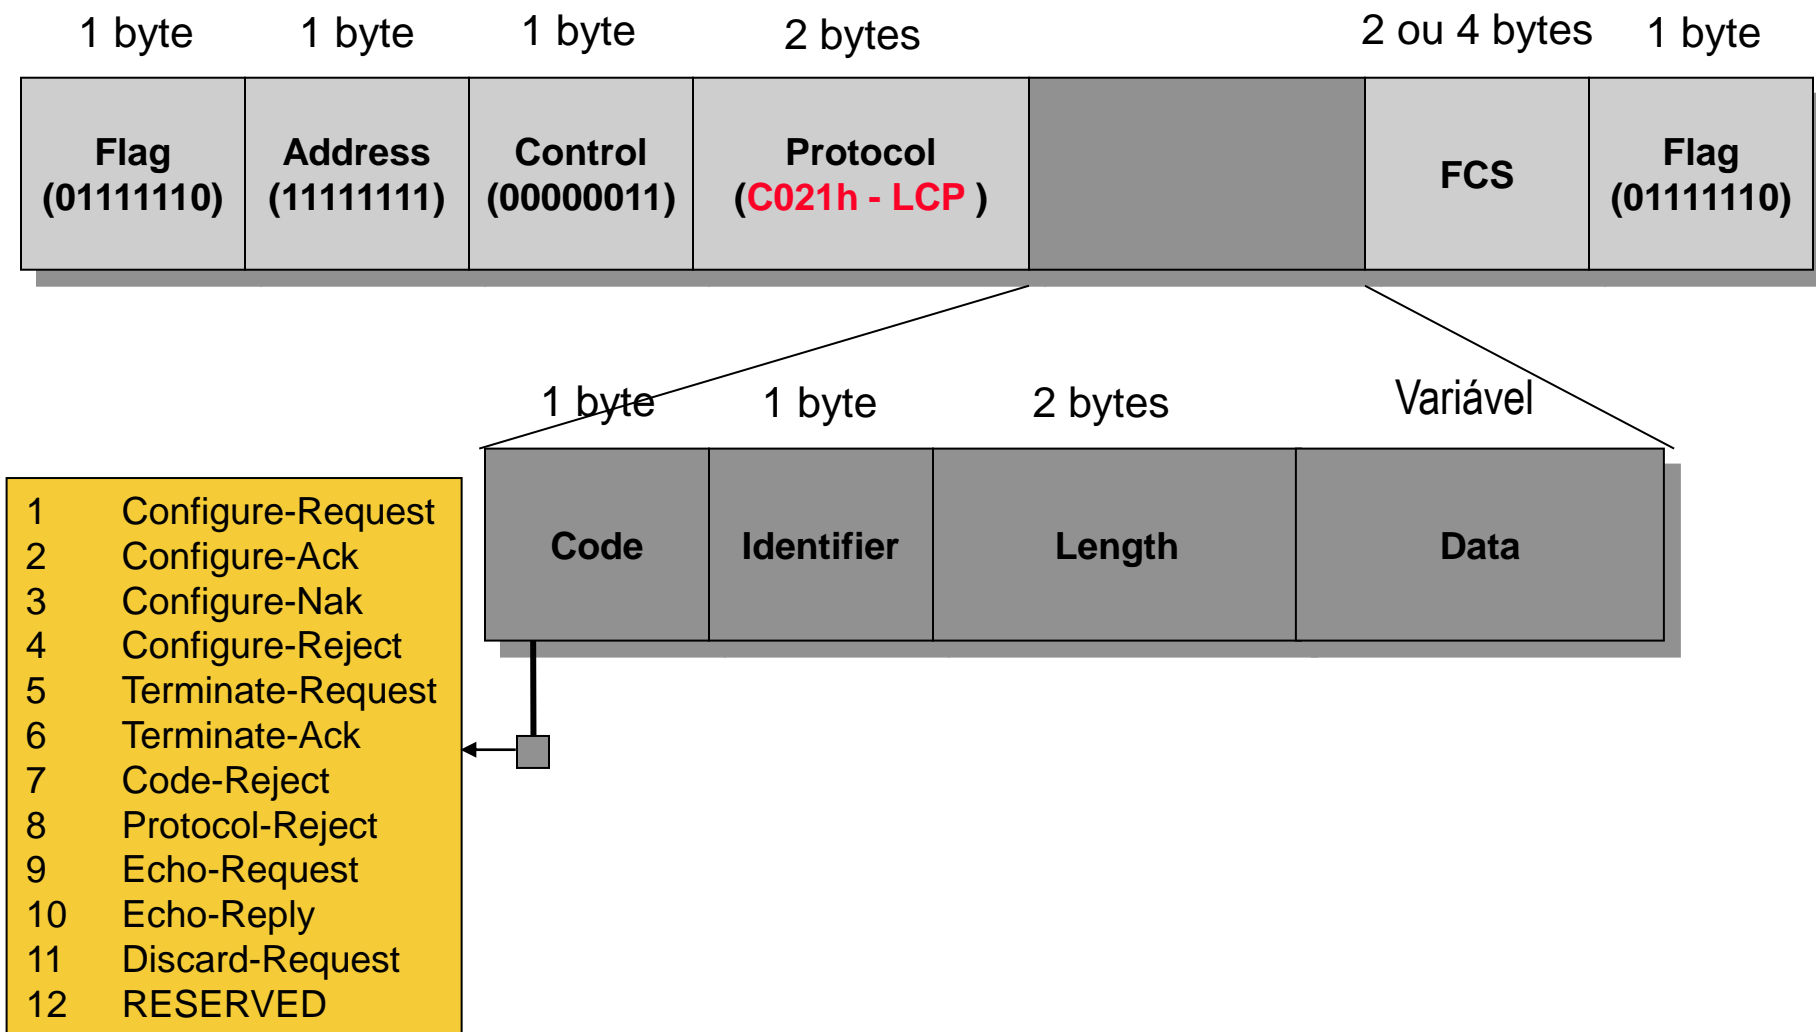 1 byte 1 byte 1 byte 2 bytes 2 ou 4 bytes 1 byte
Flag Address Control Protocol FCS Flag
(01111110) (11111111) (00000011) (C021h - LCP ) (01111110)
1 byte 1 byte 2 bytes Variável
Code Identifier Length Data
1 Configure-Request
2 Configure-Ack
3 Configure-Nak
4 Configure-Reject
5 Terminate-Request
6 Terminate-Ack
7 Code-Reject
8 Protocol-Reject
9 Echo-Request
10 Echo-Reply
11 Discard-Request
12 RESERVED